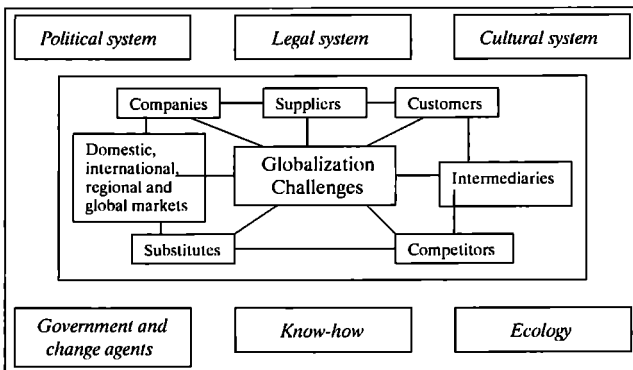 Political system
Legal system
Cultural system
Companies
Suppliers
Customers
Domestic,
international,
regional and
global markets
Globalization
Challenges
Intermediaries
Substitutes
Competitors
Government and
change agents
Know-how
Ecology